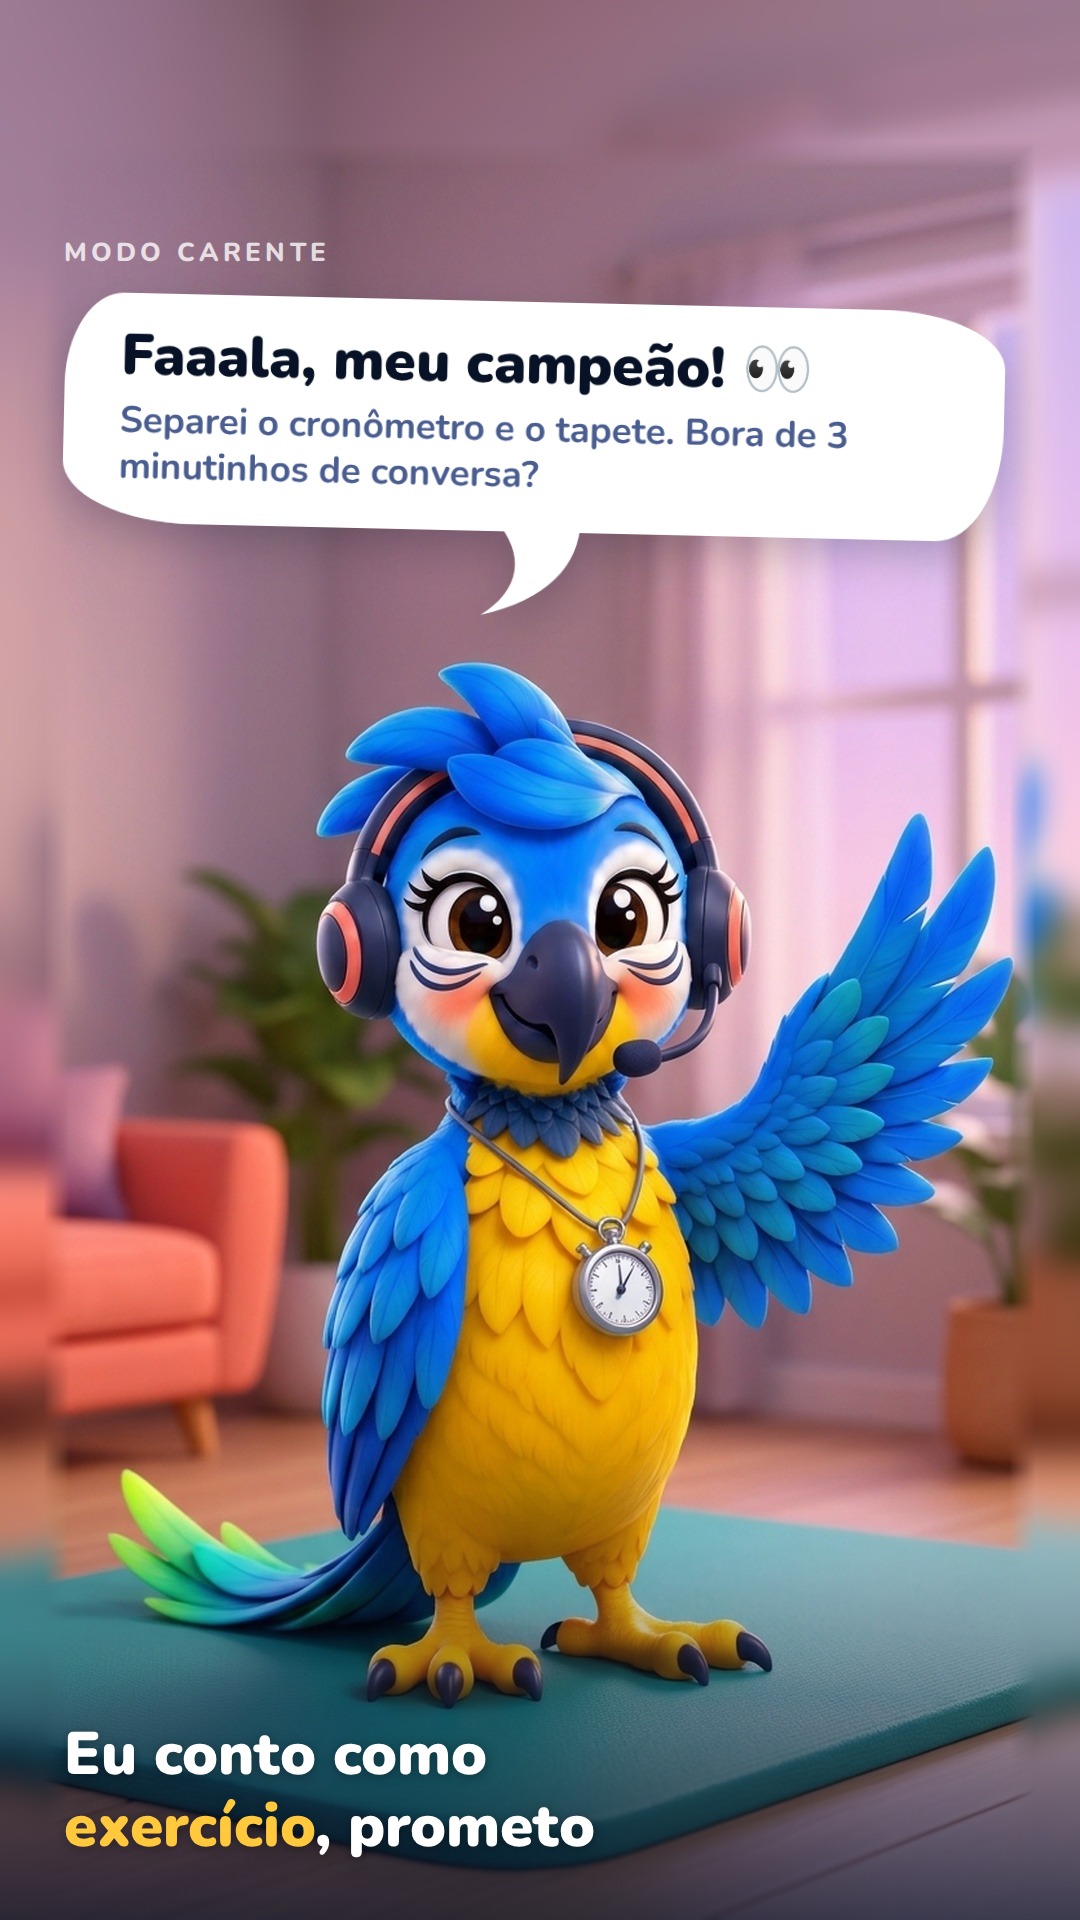 MODO CARENTE
Faaala, meu campeão! 👀
Separei o cronômetro e o tapete. Bora de 3
minutinhos de conversa?
Eu conto como
exercício, prometo